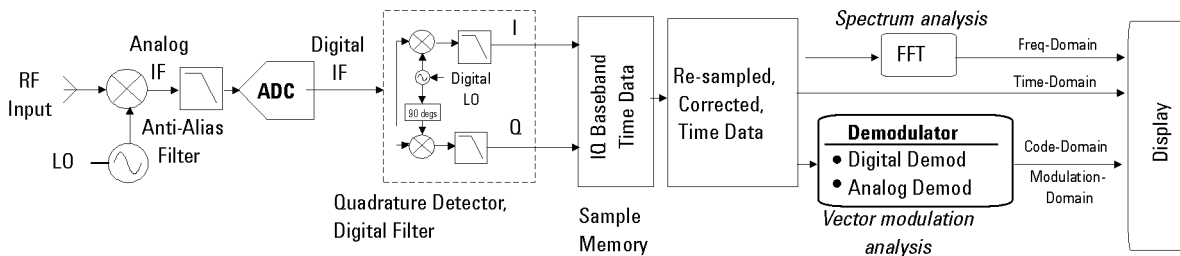 RF
Input
LO
Analog
IF
Anti-Alias
Filter
ADC
Digital
IF
Digital
LO
90 degs
I
Q
Quadrature Detector,
Digital Filter
IQ Baseband
Time Data
Sample
Memory
Re-sampled,
Corrected,
Time Data
Spectrum analysis
FFT
Freq-Domain
Time-Domain
Demodulator
• Digital Demod
• Analog Demod
Vector modulation
analysis
Code-Domain
Modulation-
Domain
Display